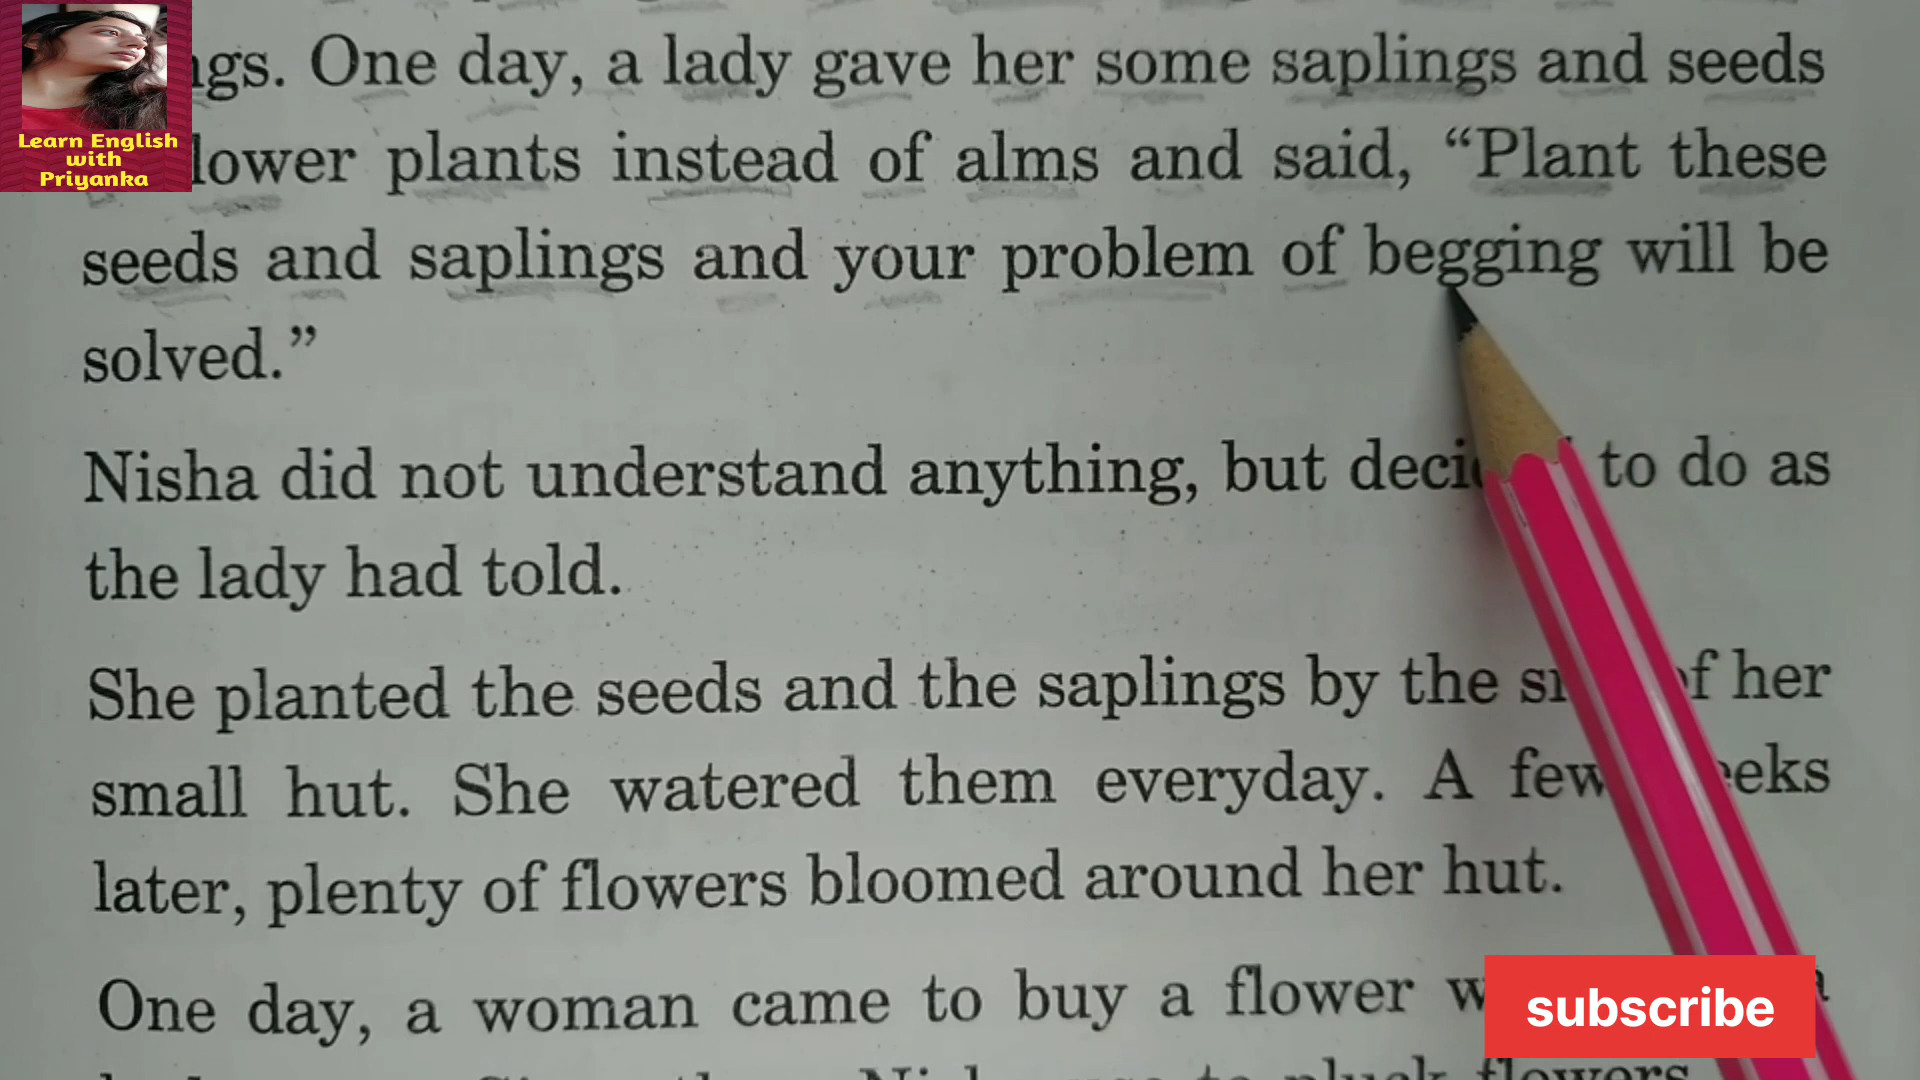 Learn English
with
Priyanka
One day, a lady gave her some saplings and seeds
plants instead of alms and said, “Plant these
seeds and saplings and your problem of begging will be
solved.”
Nisha did not understand anything, but to do as
the lady had told.
She planted the seeds and the saplings by the her
small hut. She watered them everyday. A few
later, plenty of flowers bloomed around her hut.
One day, a woman came to buy a flower
subscribe